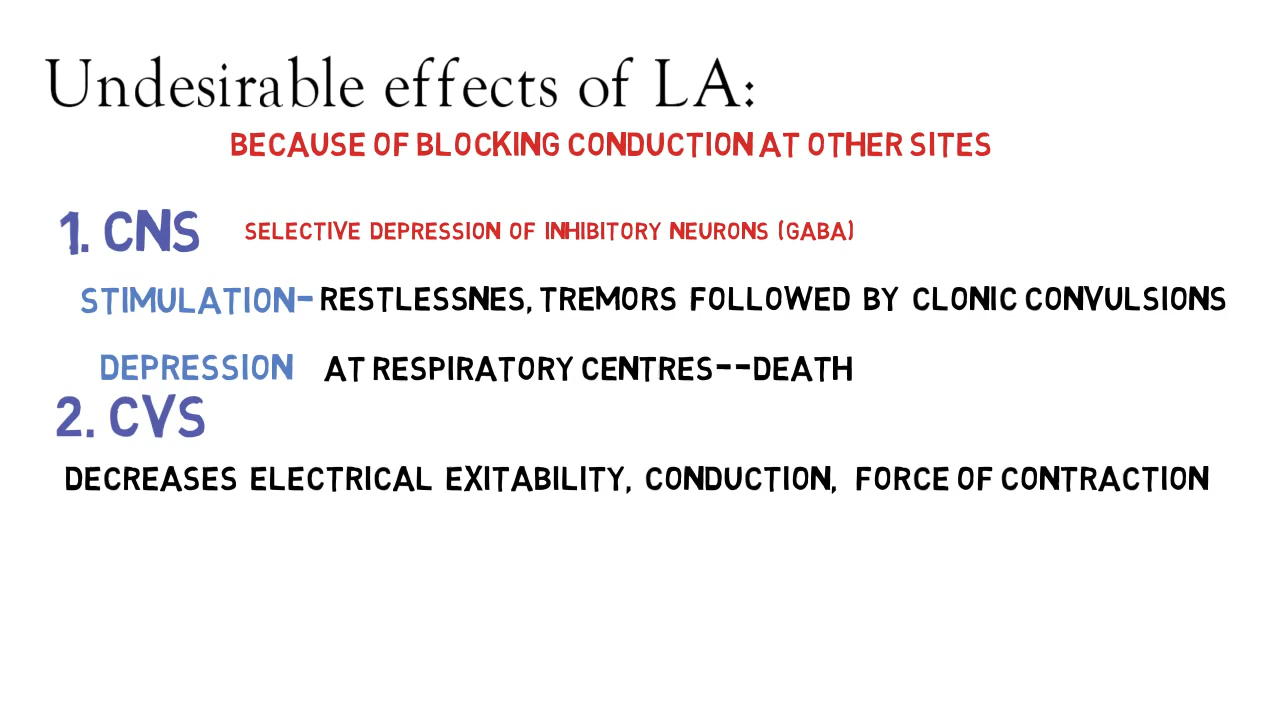 Undesirable effects of LA:
BECAUSE OF BLOCKING CONDUCTION AT OTHER SITES
1. CNS SELECTIVE DEPRESSION OF INHIBITORY NEURONS (GABA)
STIMULATION- RESTLESSNES, TREMORS FOLLOWED BY CLONIC CONVULSIONS
DEPRESSION AT RESPIRATORY CENTRES--DEATH
2. CVS
DECREASES ELECTRICAL EXITABILITY, CONDUCTION, FORCE OF CONTRACTION